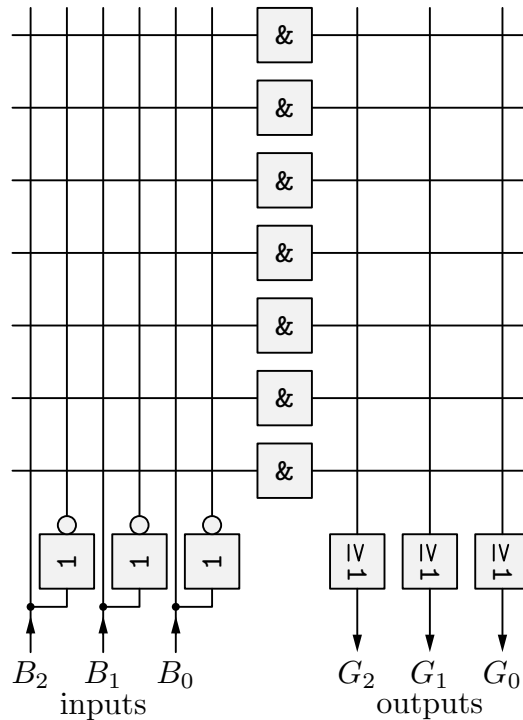 &
&
&
&
&
&
&
1 1 1 ≥1 ≥1 ≥1
B₂ B₁ B₀ G₂ G₁ G₀
inputs outputs